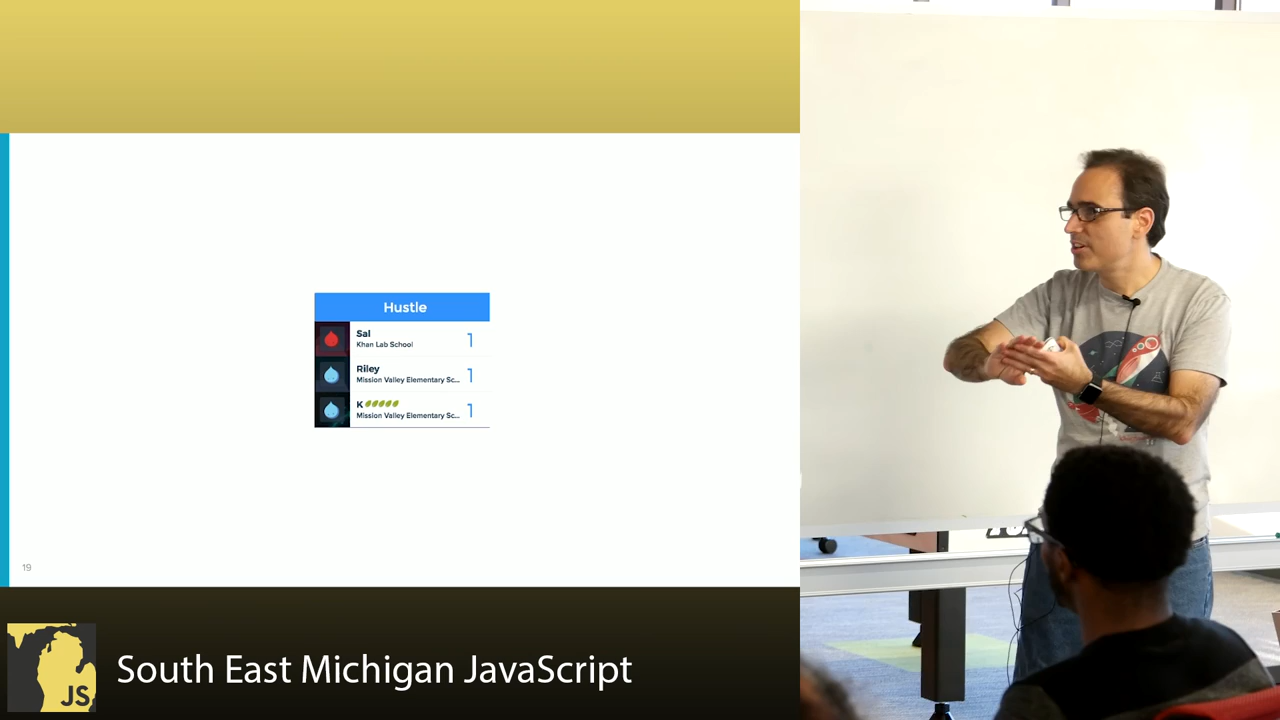 Hustle
Sal
Khan Lab School
1
Riley
Mission Valley Elementary Sc...
1
K
Mission Valley Elementary Sc...
1
19
JS
South East Michigan JavaScript